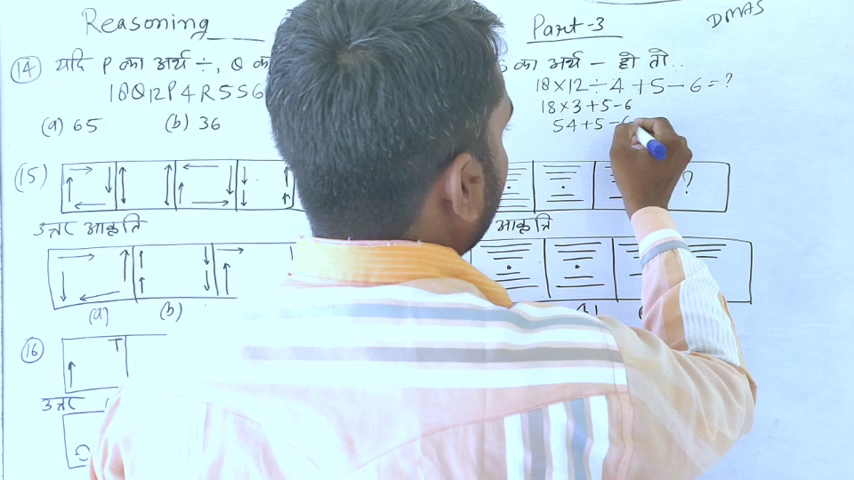 Reasoning
Part-3
DMAS
(14) यदि P का अर्थ ÷, Q का अर्थ - हो तो..
18Q12P4R5S6
18×12÷4+5-6=?
18×3+5-6
54+5-6
(a) 65 (b) 36
(15)
?
उत्तर आकृति
आकृति
(a) (b)
(16)
उत्तर